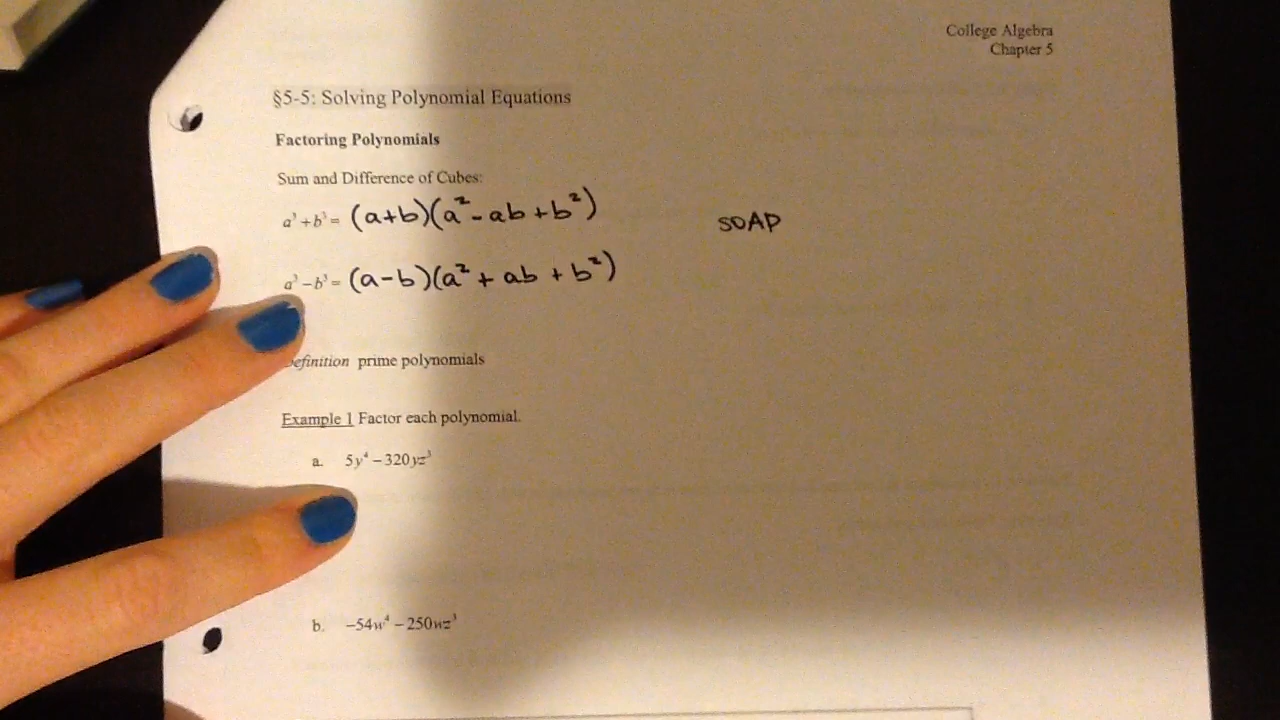 College Algebra
Chapter 5
§5-5: Solving Polynomial Equations
Factoring Polynomials
Sum and Difference of Cubes:
a³ + b³ = (a+b)(a² - ab + b²)
SOAP
a³ − b³ = (a-b)(a² + ab + b²)
efinition prime polynomials
Example 1 Factor each polynomial.
a. 5y⁴ − 320yz³
b. −54w⁴ − 250wz³